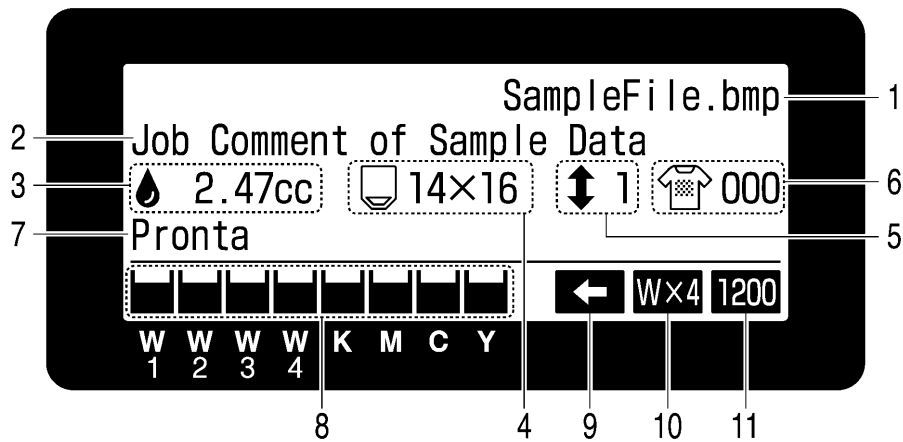 SampleFile.bmp 1
2 Job Comment of Sample Data
3 2.47cc 14×16 1 000 6
7 Pronta 5
W×4 1200
W W W W K M C Y
1 2 3 4
8 4 9 10 11